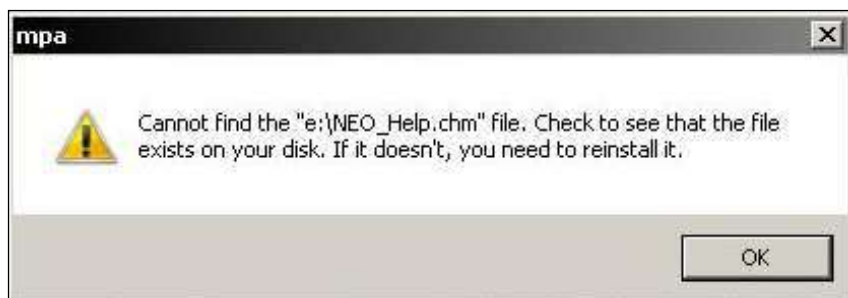 mpa
Cannot find the "e:\NEO_Help.chm" file. Check to see that the file
exists on your disk. If it doesn't, you need to reinstall it.
OK